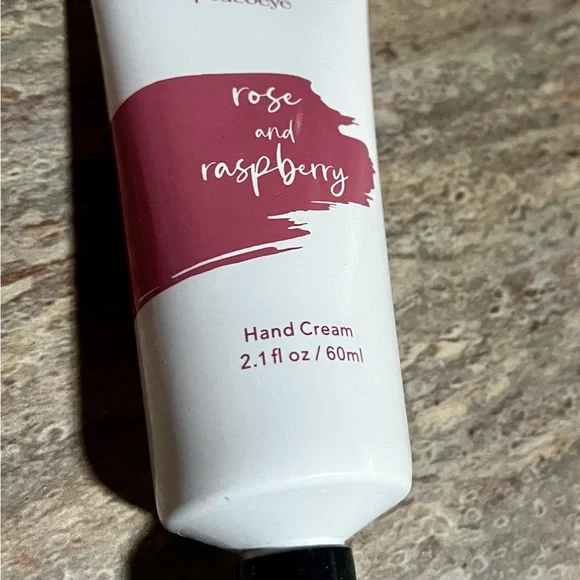 rose
and
raspberry
Hand Cream
2.1 fl oz / 60ml